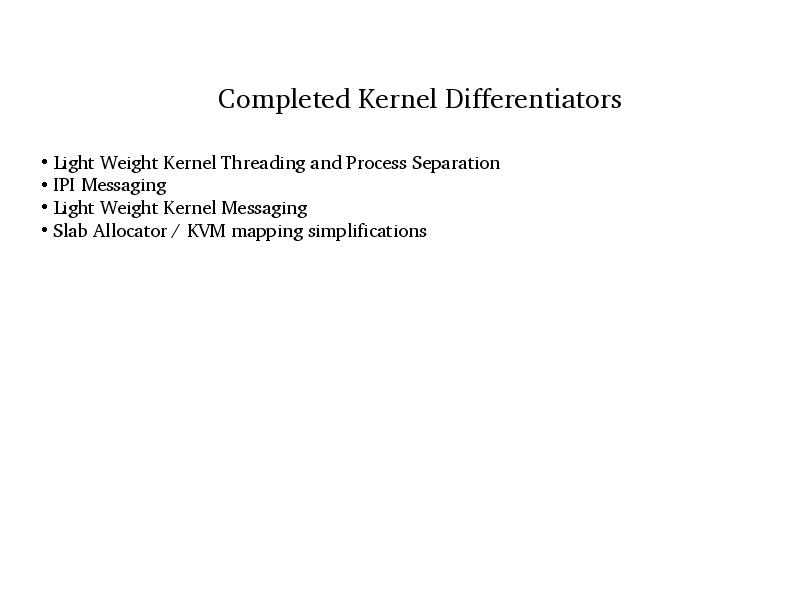 Completed Kernel Differentiators
• Light Weight Kernel Threading and Process Separation
• IPI Messaging
• Light Weight Kernel Messaging
• Slab Allocator / KVM mapping simplifications